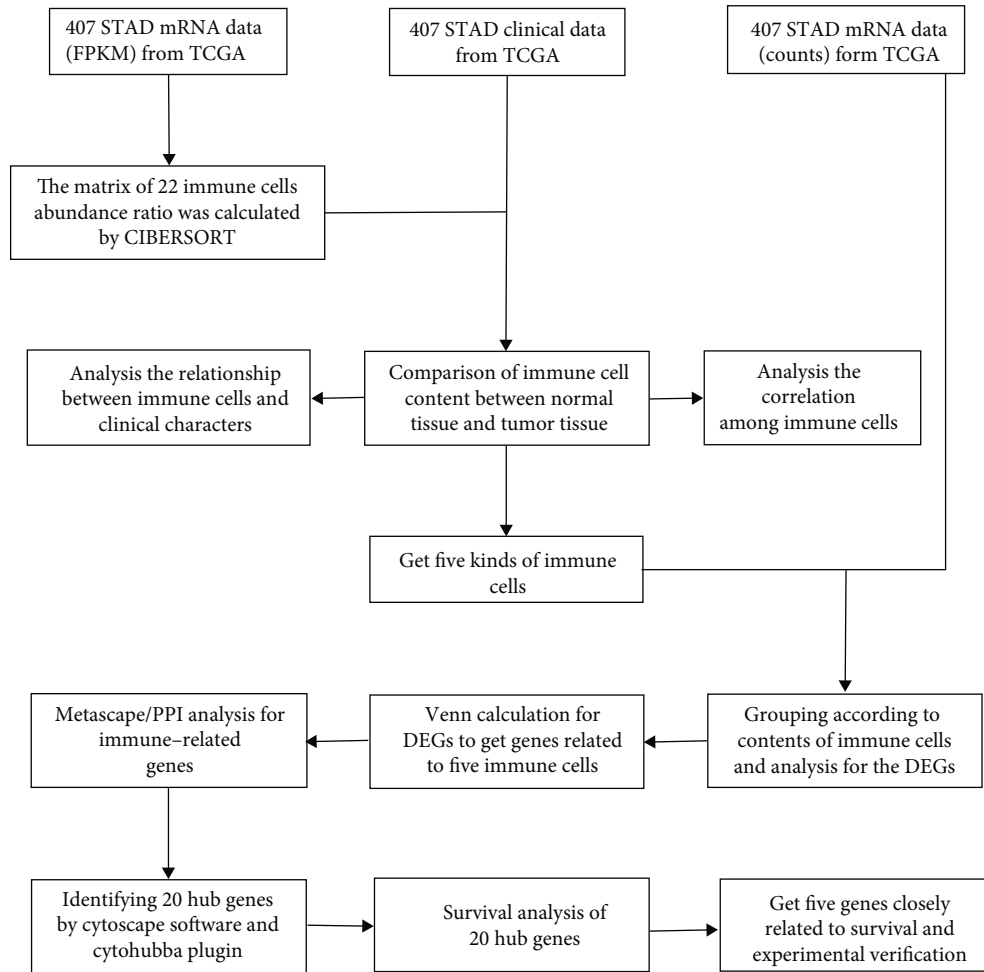 407 STAD mRNA data
(FPKM) from TCGA
407 STAD clinical data
from TCGA
407 STAD mRNA data
(counts) form TCGA
The matrix of 22 immune cells
abundance ratio was calculated
by CIBERSORT
Analysis the relationship
between immune cells and
clinical characters
Comparison of immune cell
content between normal
tissue and tumor tissue
Analysis the
correlation
among immune cells
Get five kinds of immune
cells
Metascape/PPI analysis for
immune–related
genes
Venn calculation for
DEGs to get genes related
to five immune cells
Grouping according to
contents of immune cells
and analysis for the DEGs
Identifying 20 hub genes
by cytoscape software and
cytohubba plugin
Survival analysis of
20 hub genes
Get five genes closely
related to survival and
experimental verification